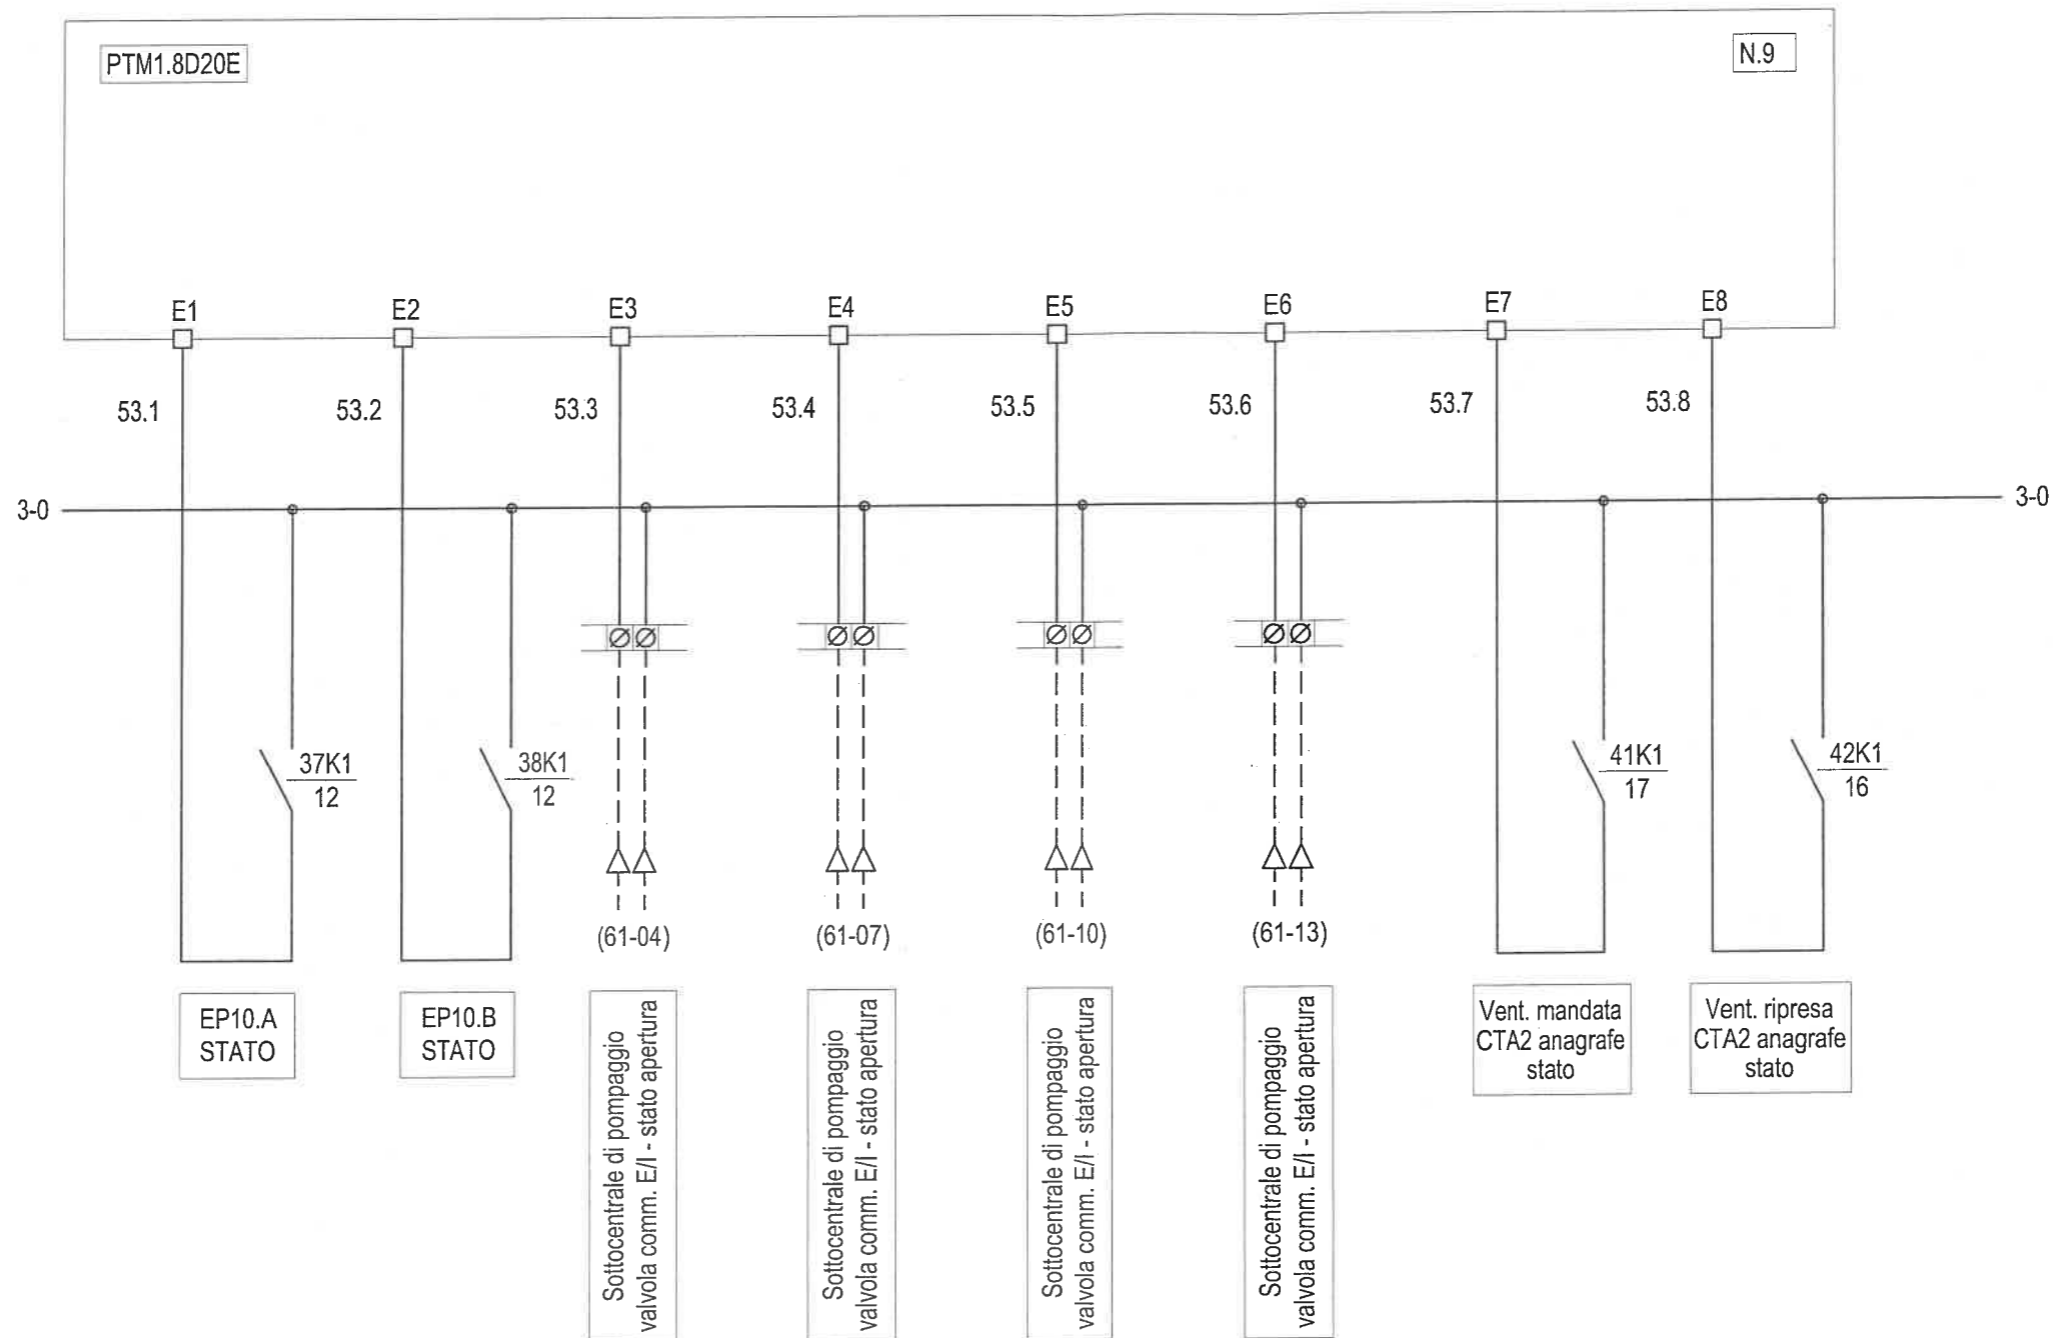 PTM1.8D20E
N.9
E1
E2
E3
E4
E5
E6
E7
E8
53.1
53.2
53.3
53.4
53.5
53.6
53.7
53.8
3-0
3-0
37K1
12
38K1
12
41K1
17
42K1
16
(61-04)
(61-07)
(61-10)
(61-13)
EP10.A
STATO
EP10.B
STATO
Sottocentrale di pompaggio
valvola comm. E/I - stato apertura
Sottocentrale di pompaggio
valvola comm. E/I - stato apertura
Sottocentrale di pompaggio
valvola comm. E/I - stato apertura
Sottocentrale di pompaggio
valvola comm. E/I - stato apertura
Vent. mandata
CTA2 anagrafe
stato
Vent. ripresa
CTA2 anagrafe
stato